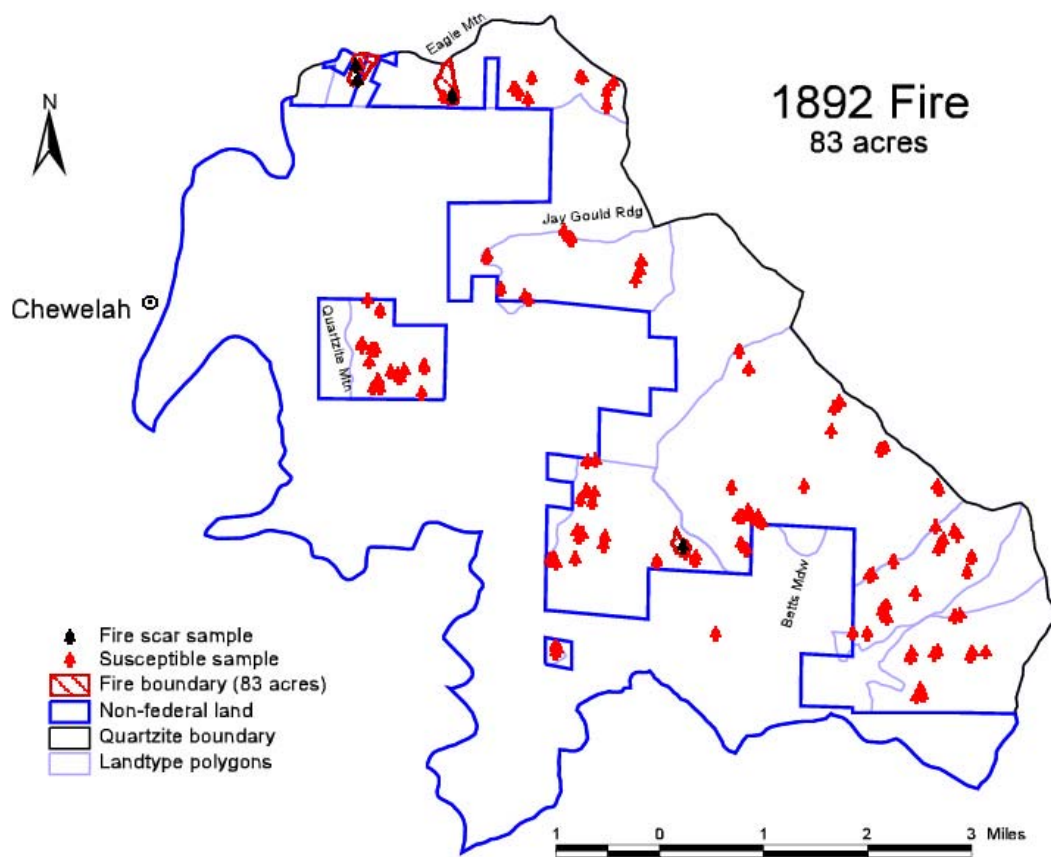 Eagle Mtn
N
1892 Fire
83 acres
Jay Gould Rdg
Chewelah
Quartzite Mtn
Betts Mdw
Fire scar sample
Susceptible sample
Fire boundary (83 acres)
Non-federal land
Quartzite boundary
Landtype polygons
1 0 1 2 3 Miles